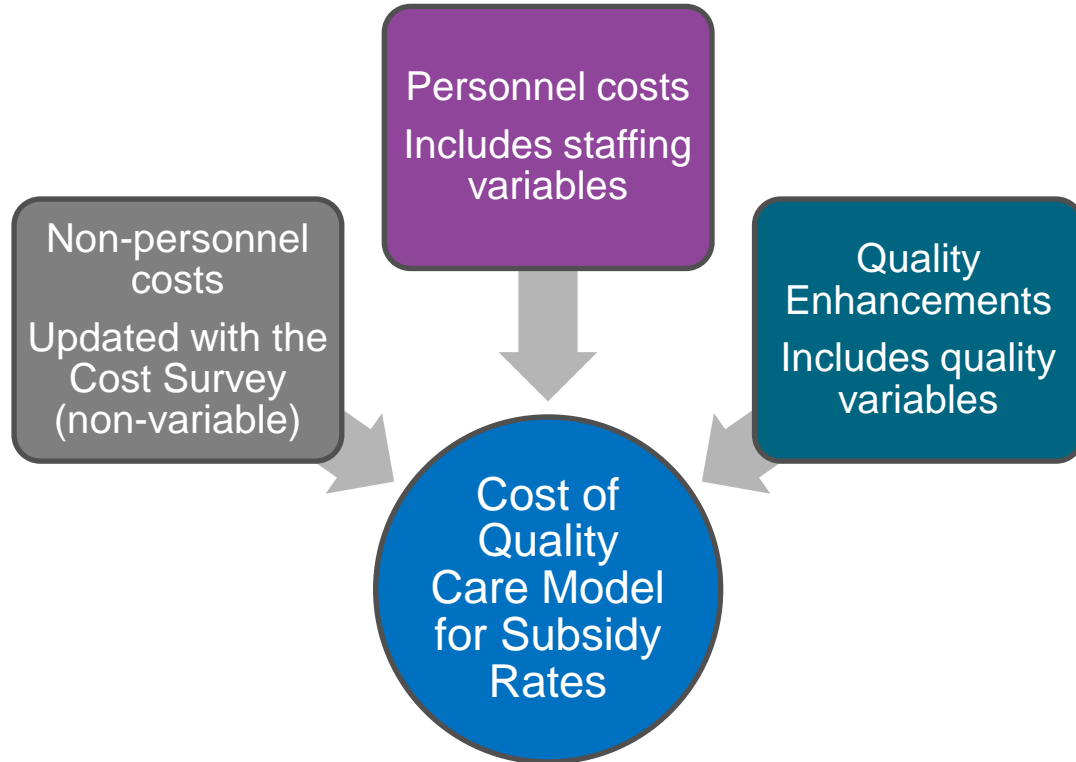 Personnel costs
Includes staffing
variables
Non-personnel
costs
Updated with the
Cost Survey
(non-variable)
Quality
Enhancements
Includes quality
variables
Cost of
Quality
Care Model
for Subsidy
Rates